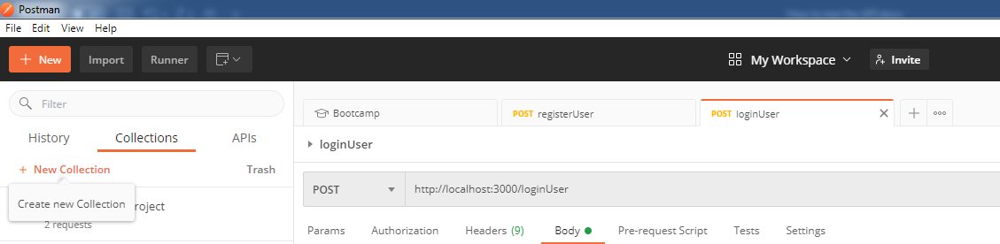 Postman
File Edit View Help
+ New Import Runner My Workspace Invite
Filter
Bootcamp POST registerUser POST loginUser
History Collections APIs
loginUser
+ New Collection Trash
POST http://localhost:3000/loginUser
Create new Collection
2 requests
Params Authorization Headers (9) Body Pre-request Script Tests Settings